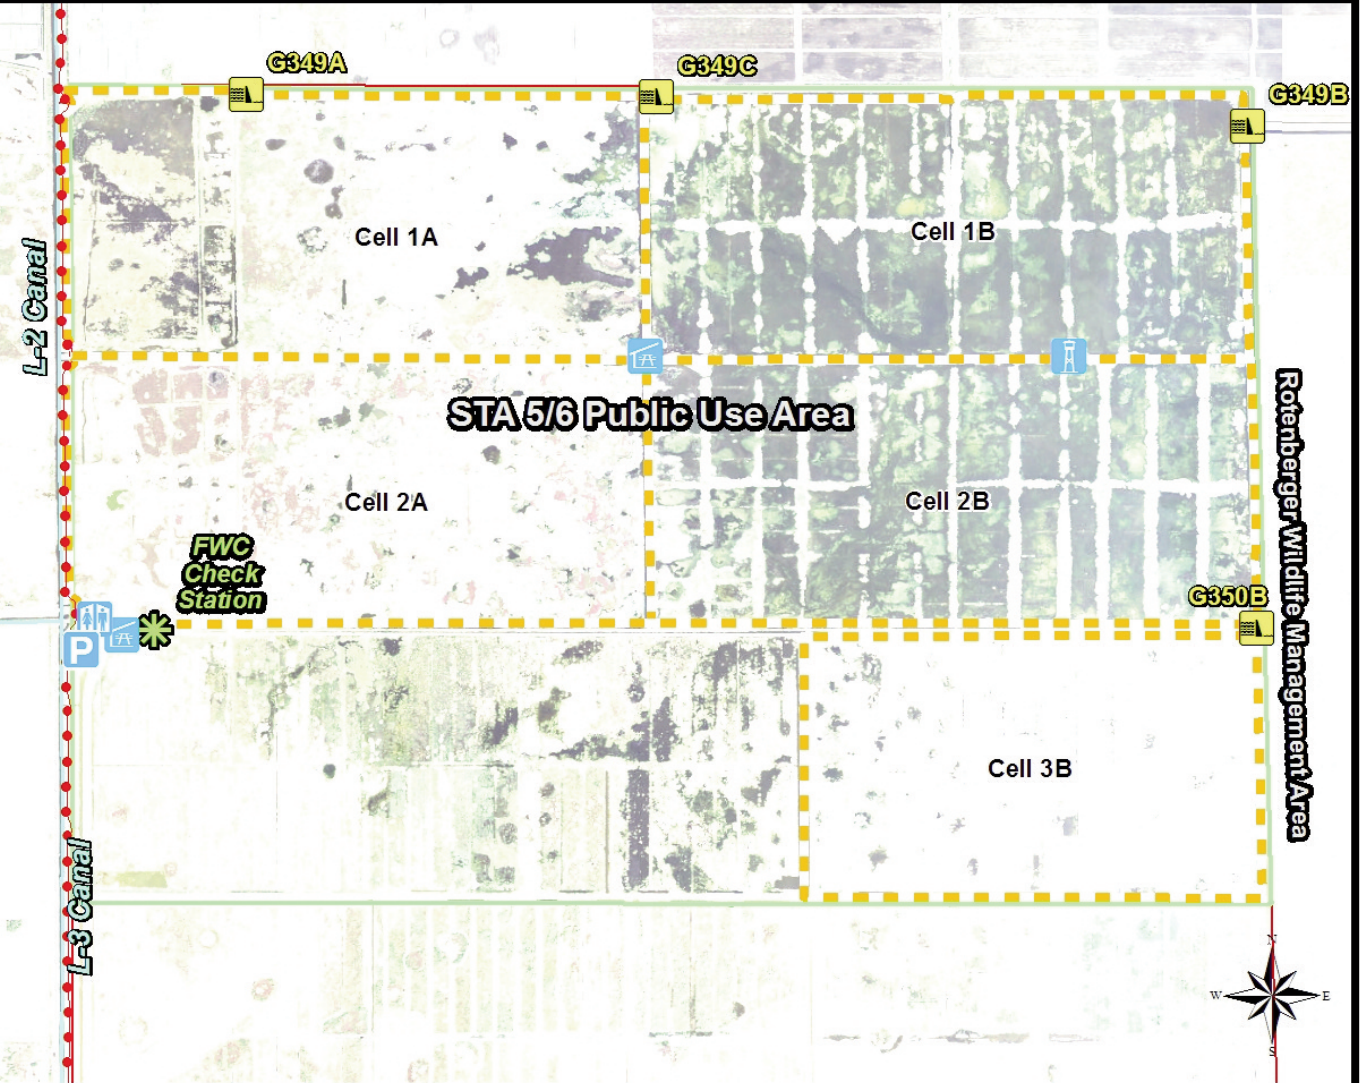 G349A
G349C
G349B
Cell 1A
Cell 1B
L-2 Canal
STA 5/6 Public Use Area
Cell 2A
Cell 2B
Rotenberger Wildlife Management Area
FWC
Check
Station
G350B
P
Cell 3B
L-3 Canal
N
W
E
S